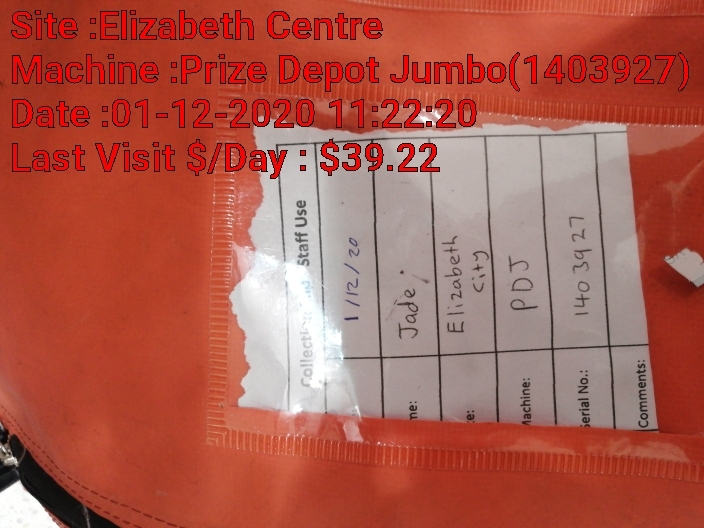 Site :Elizabeth Centre
Machine :Prize Depot Jumbo(1403927)
Date :01-12-2020 11:22:20
Last Visit $/Day : $39.22
Staff Use
1/12/20
me: Jade.
e: Elizabeth
City
Machine: PDJ
Serial No.: 1403927
Comments: